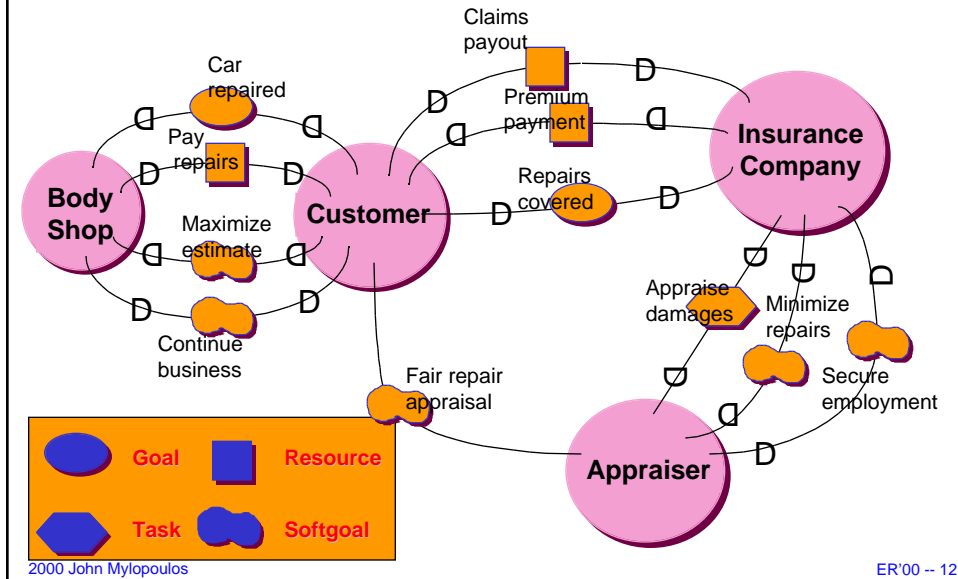 Claims
payout
Car
repaired
D
D
Premium
payment
D
D
D
D
Pay
repairs
D
D
Insurance
Company
Body
Shop
Customer
Repairs
covered
D
D
Maximize
estimate
D
D
D
D
Continue
business
D
D
D
Appraise
damages
Minimize
repairs
Secure
employment
D
D
D
Fair repair
appraisal
Appraiser
Goal
Resource
Task
Softgoal
2000 John Mylopoulos
ER'00 -- 12